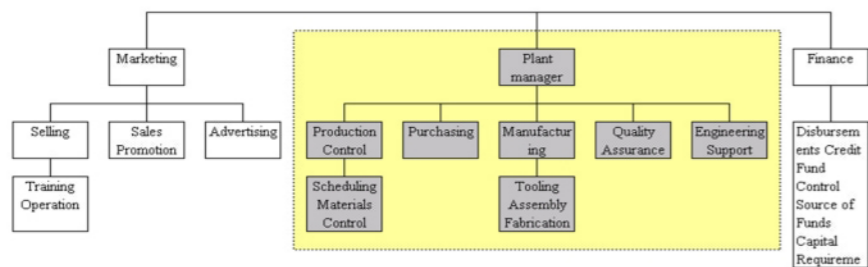 Marketing
Plant
manager
Finance
Selling
Sales
Promotion
Advertising
Production
Control
Purchasing
Manufactur
ing
Quality
Assurance
Engineering
Support
Training
Operation
Scheduling
Materials
Control
Tooling
Assembly
Fabrication
Disbursem
ents Credit
Fund
Control
Source of
Funds
Capital
Requireme